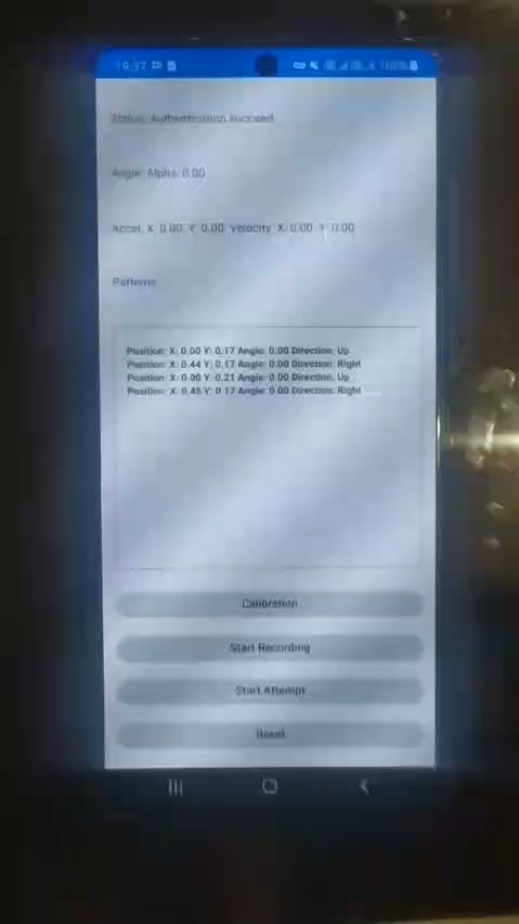 19:37 100%
Status: Authentication succeed
Angle: Alpha: 0.00
Accel. X: 0.00 Y: 0.00 Velocity X: 0.00 Y: 0.00
Patterns
Position: X: 0.00 Y: 0.17 Angle: 0.00 Direction: Up
Position: X: 0.44 Y: 0.17 Angle: 0.00 Direction: Right
Position: X: 0.00 Y: 0.21 Angle: 0.00 Direction: Up
Position: X: 0.45 Y: 0.17 Angle: 0.00 Direction: Right
Calibration
Start Recording
Start Attempt
Reset